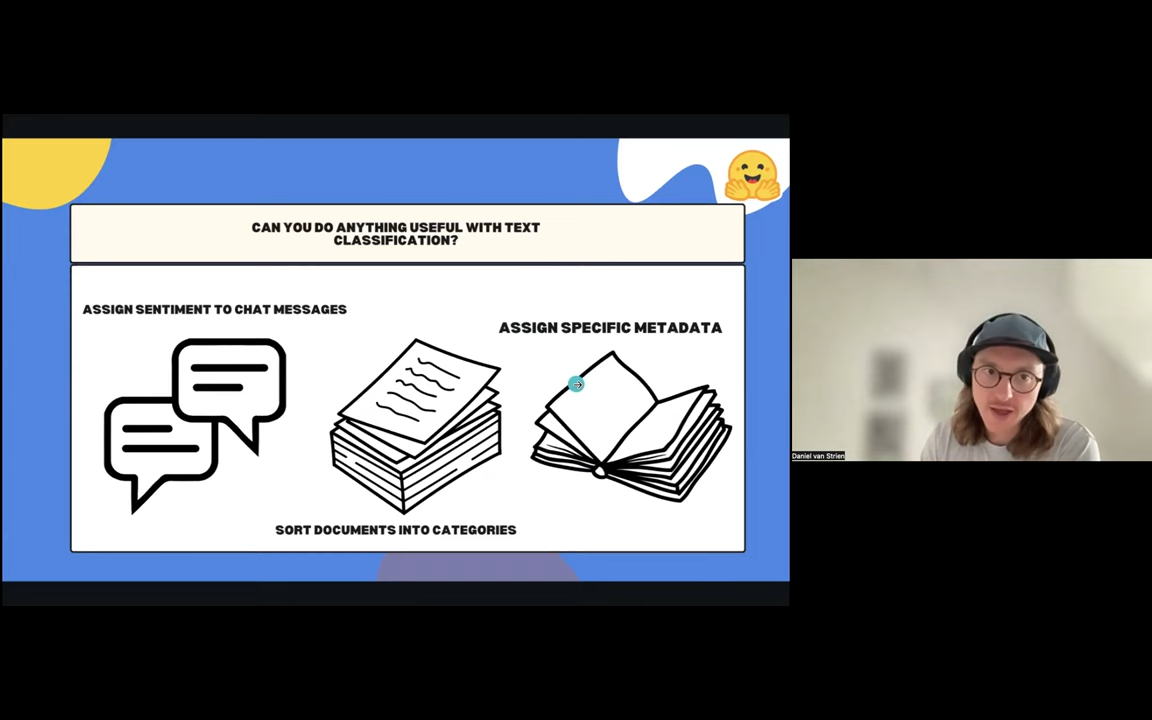 CAN YOU DO ANYTHING USEFUL WITH TEXT
CLASSIFICATION?
ASSIGN SENTIMENT TO CHAT MESSAGES
ASSIGN SPECIFIC METADATA
SORT DOCUMENTS INTO CATEGORIES
Daniel van Strien